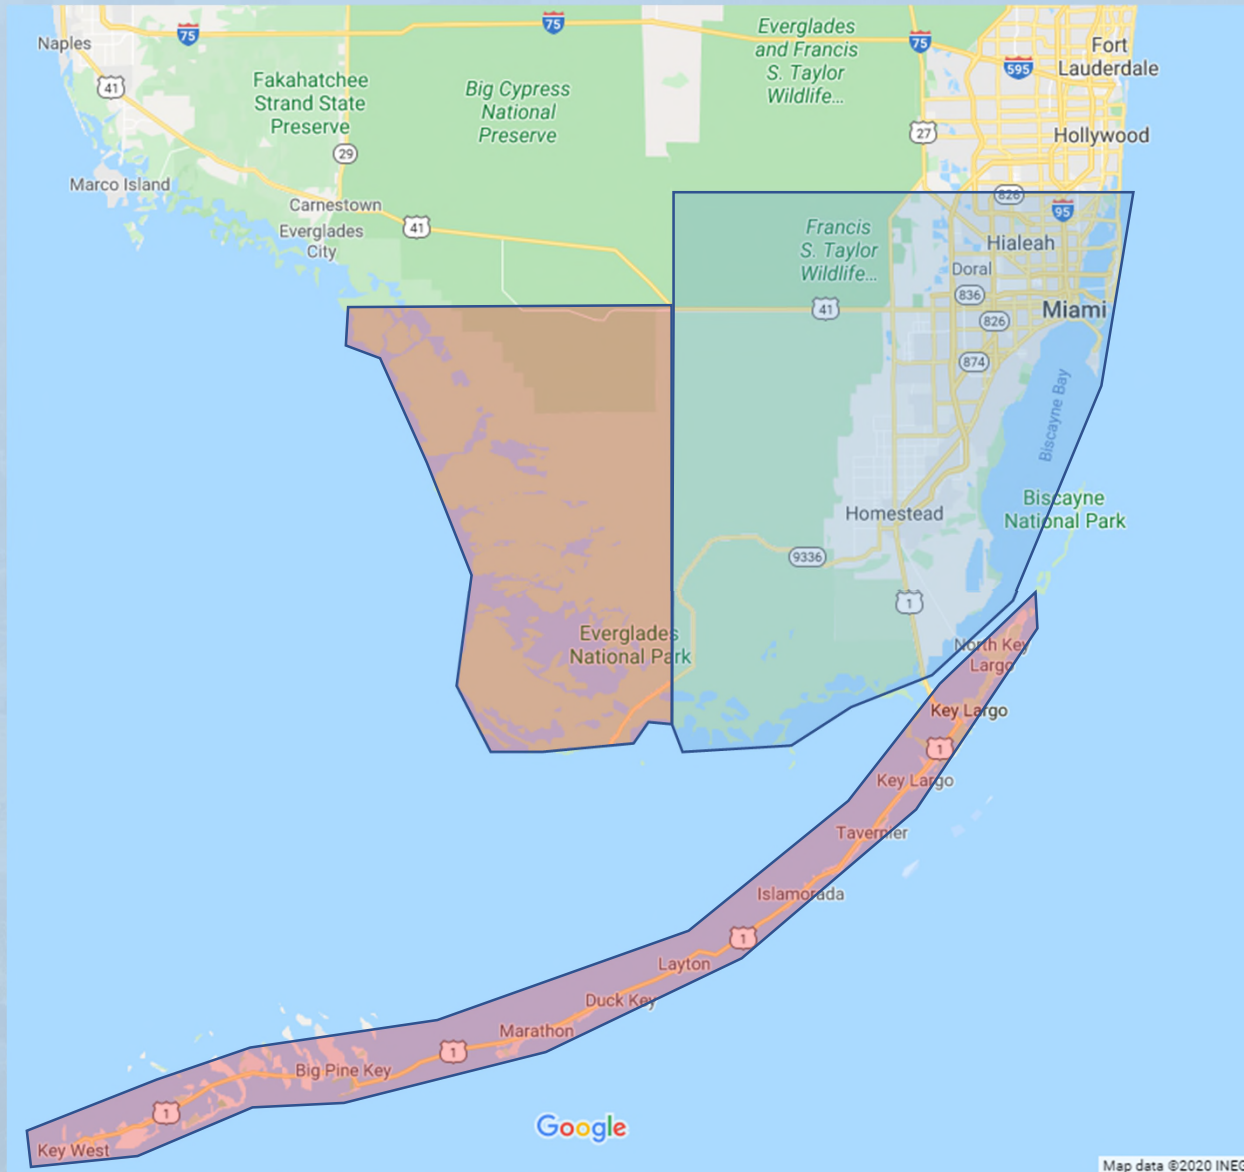 75
75
Naples
41
Fakahatchee
Strand State
Preserve
Big Cypress
National
Preserve
Everglades
and Francis
S. Taylor
Wildlife...
75
595
Fort
Lauderdale
27
Hollywood
29
Marco Island
Carnestown
41
Everglades
City
826
95
Francis
S. Taylor
Wildlife...
Hialeah
Doral
836
41
Miami
826
874
Biscayne Bay
Homestead
Biscayne
National Park
9336
1
Everglades
National Park
North Key
Largo
Key Largo
1
Key Largo
Tavernier
Islamorada
1
Layton
Duck Key
Marathon
1
Big Pine Key
1
Key West
Google
Map data ©2020 INEG